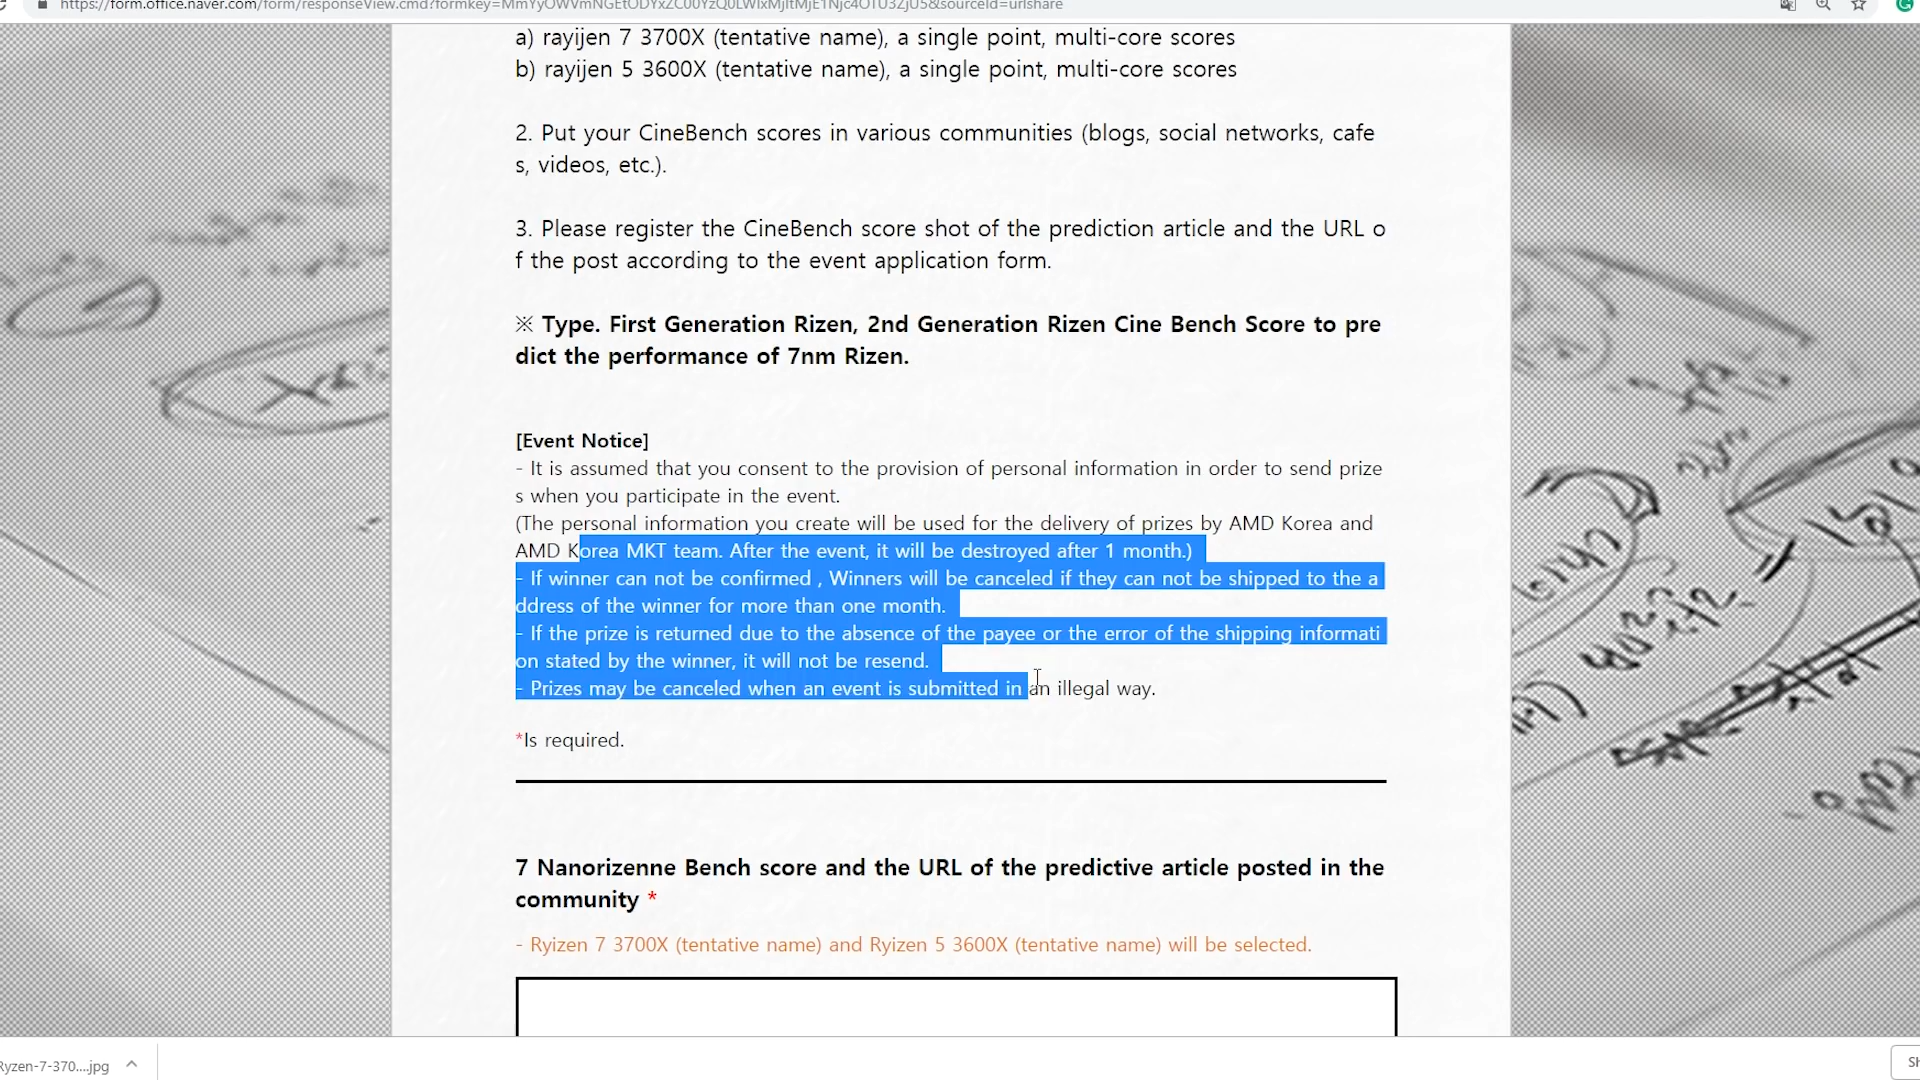 a) rayijen 7 3700X (tentative name), a single point, multi-core scores
b) rayijen 5 3600X (tentative name), a single point, multi-core scores
2. Put your CineBench scores in various communities (blogs, social networks, cafe
s, videos, etc.).
3. Please register the CineBench score shot of the prediction article and the URL o
f the post according to the event application form.
※ Type. First Generation Rizen, 2nd Generation Rizen Cine Bench Score to pre
dict the performance of 7nm Rizen.
[Event Notice]
- It is assumed that you consent to the provision of personal information in order to send prize
s when you participate in the event.
(The personal information you create will be used for the delivery of prizes by AMD Korea and
AMD Korea MKT team. After the event, it will be destroyed after 1 month.)
- If winner can not be confirmed , Winners will be canceled if they can not be shipped to the a
ddress of the winner for more than one month.
- If the prize is returned due to the absence of the payee or the error of the shipping informati
on stated by the winner, it will not be resend.
- Prizes may be canceled when an event is submitted in an illegal way.
*Is required.
7 Nanorizenne Bench score and the URL of the predictive article posted in the
community *
- Ryizen 7 3700X (tentative name) and Ryizen 5 3600X (tentative name) will be selected.
Ryzen-7-370....jpg